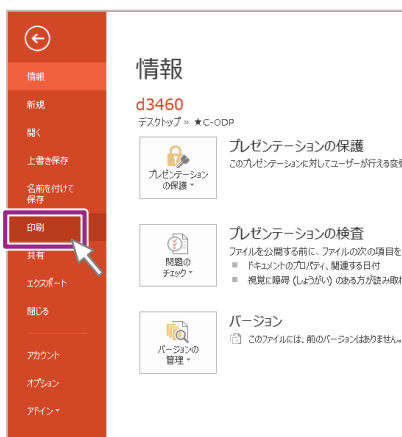 情報
新規
開く
上書き保存
名前を付けて
保存
印刷
共有
エクスポート
閉じる
アカウント
オプション
アドイン
情報
d3460
デスクトップ » ★C-ODP
プレゼンテーション
の保護
プレゼンテーションの保護
このプレゼンテーションに対してユーザーが行える変
問題の
チェック
プレゼンテーションの検査
ファイルを公開する前に、ファイルの次の項目を
ドキュメントのプロパティ、関連する日付
視覚に障碍 (しょうがい) のある方が読み取
バージョンの
管理
バージョン
このファイルには、前のバージョンはありません。